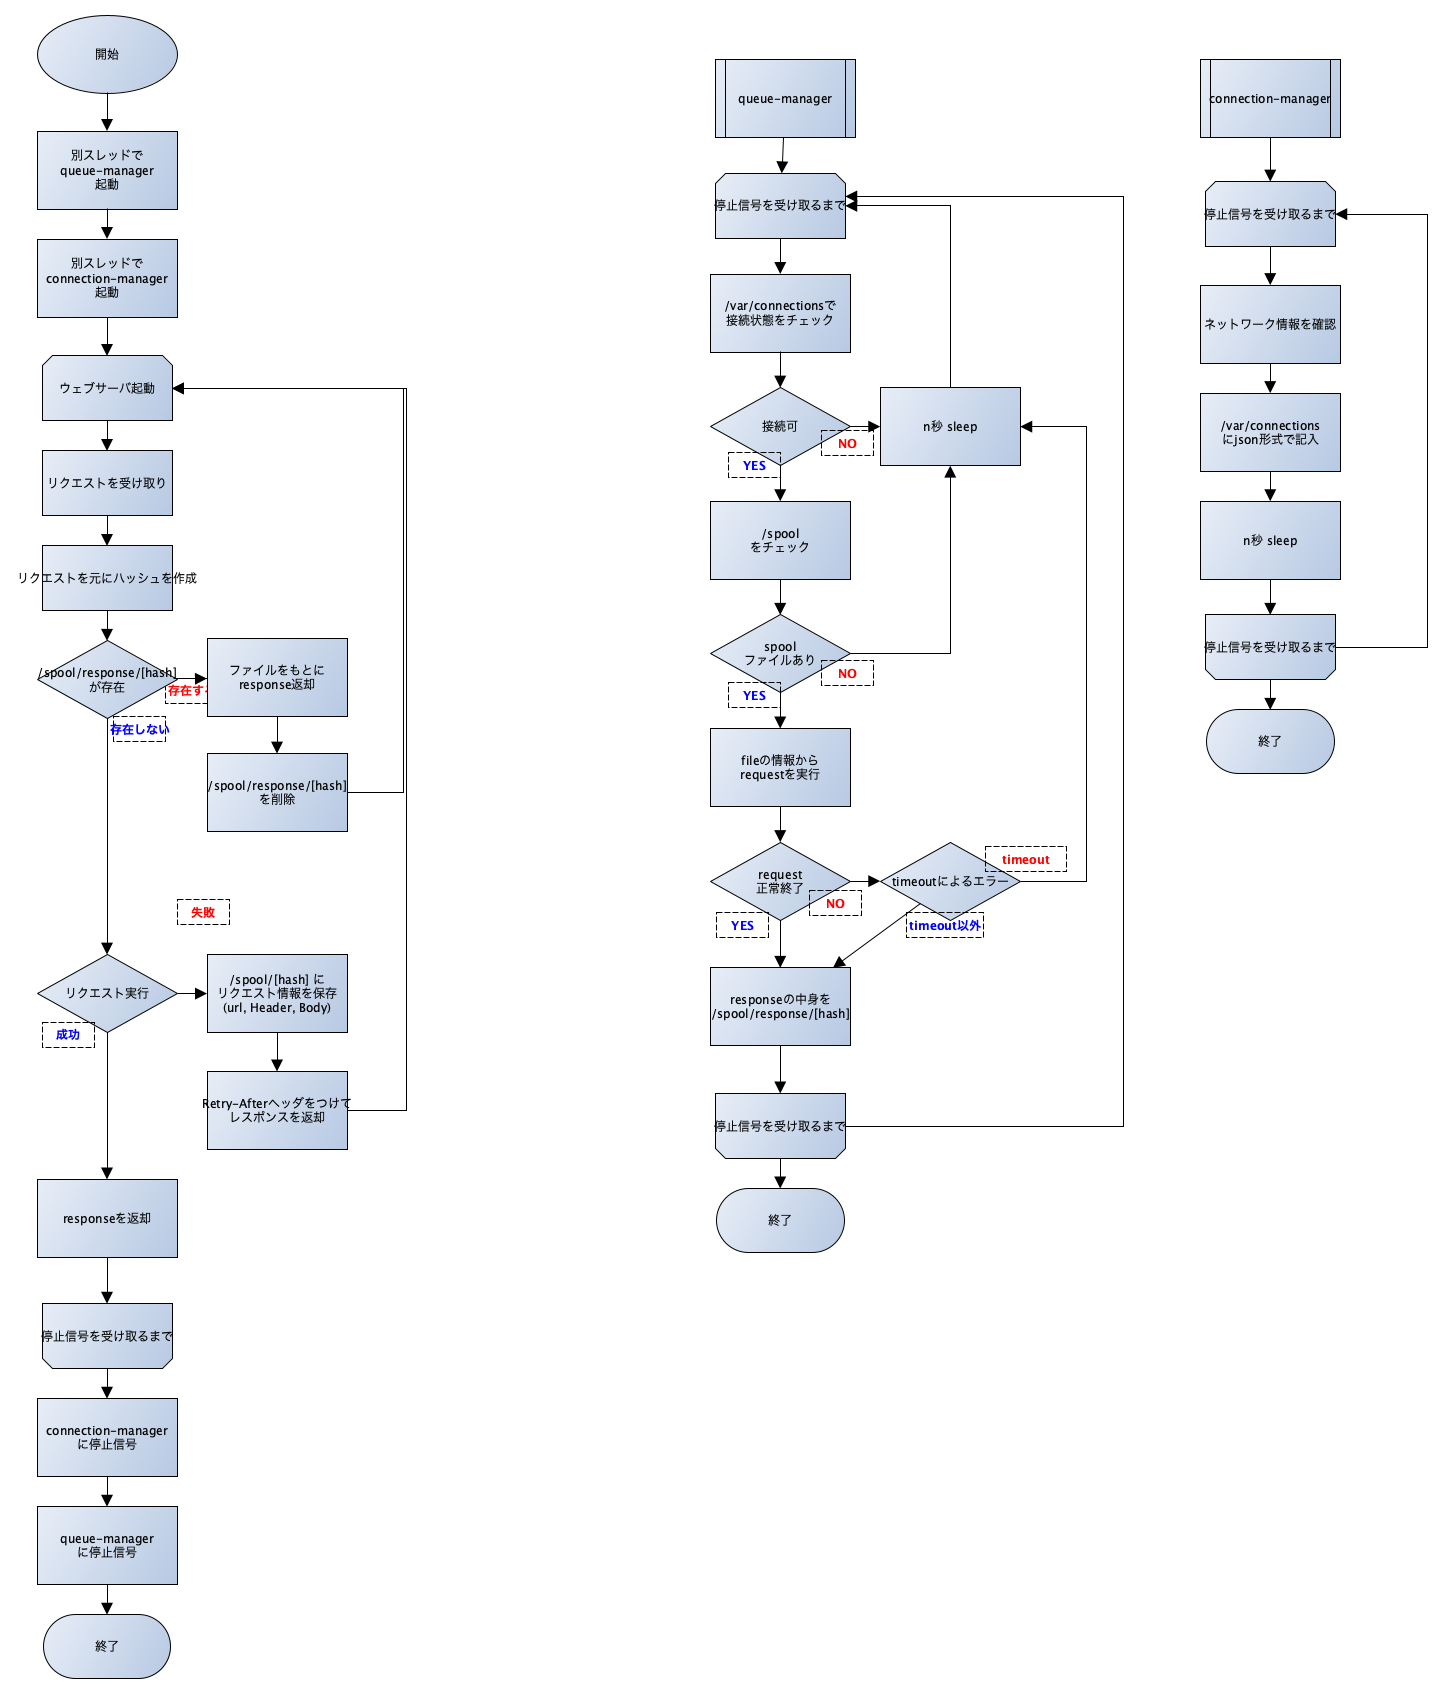 開始
別スレッドで
queue-manager
起動
別スレッドで
connection-manager
起動
ウェブサーバ起動
リクエストを受け取り
リクエストを元にハッシュを作成
/spool/response/[hash]
が存在
存在する
存在しない
ファイルをもとに
response返却
/spool/response/[hash]
を削除
失敗
リクエスト実行
成功
/spool/[hash] に
リクエスト情報を保存
(url, Header, Body)
Retry-Afterヘッダをつけて
レスポンスを返却
responseを返却
停止信号を受け取るまで
connection-manager
に停止信号
queue-manager
に停止信号
終了
queue-manager
停止信号を受け取るまで
/var/connectionsで
接続状態をチェック
接続可
NO
YES
n秒 sleep
/spool
をチェック
spool
ファイルあり
NO
YES
fileの情報から
requestを実行
request
正常終了
NO
YES
timeoutによるエラー
timeout
timeout以外
responseの中身を
/spool/response/[hash]
停止信号を受け取るまで
終了
connection-manager
停止信号を受け取るまで
ネットワーク情報を確認
/var/connections
にjson形式で記入
n秒 sleep
停止信号を受け取るまで
終了